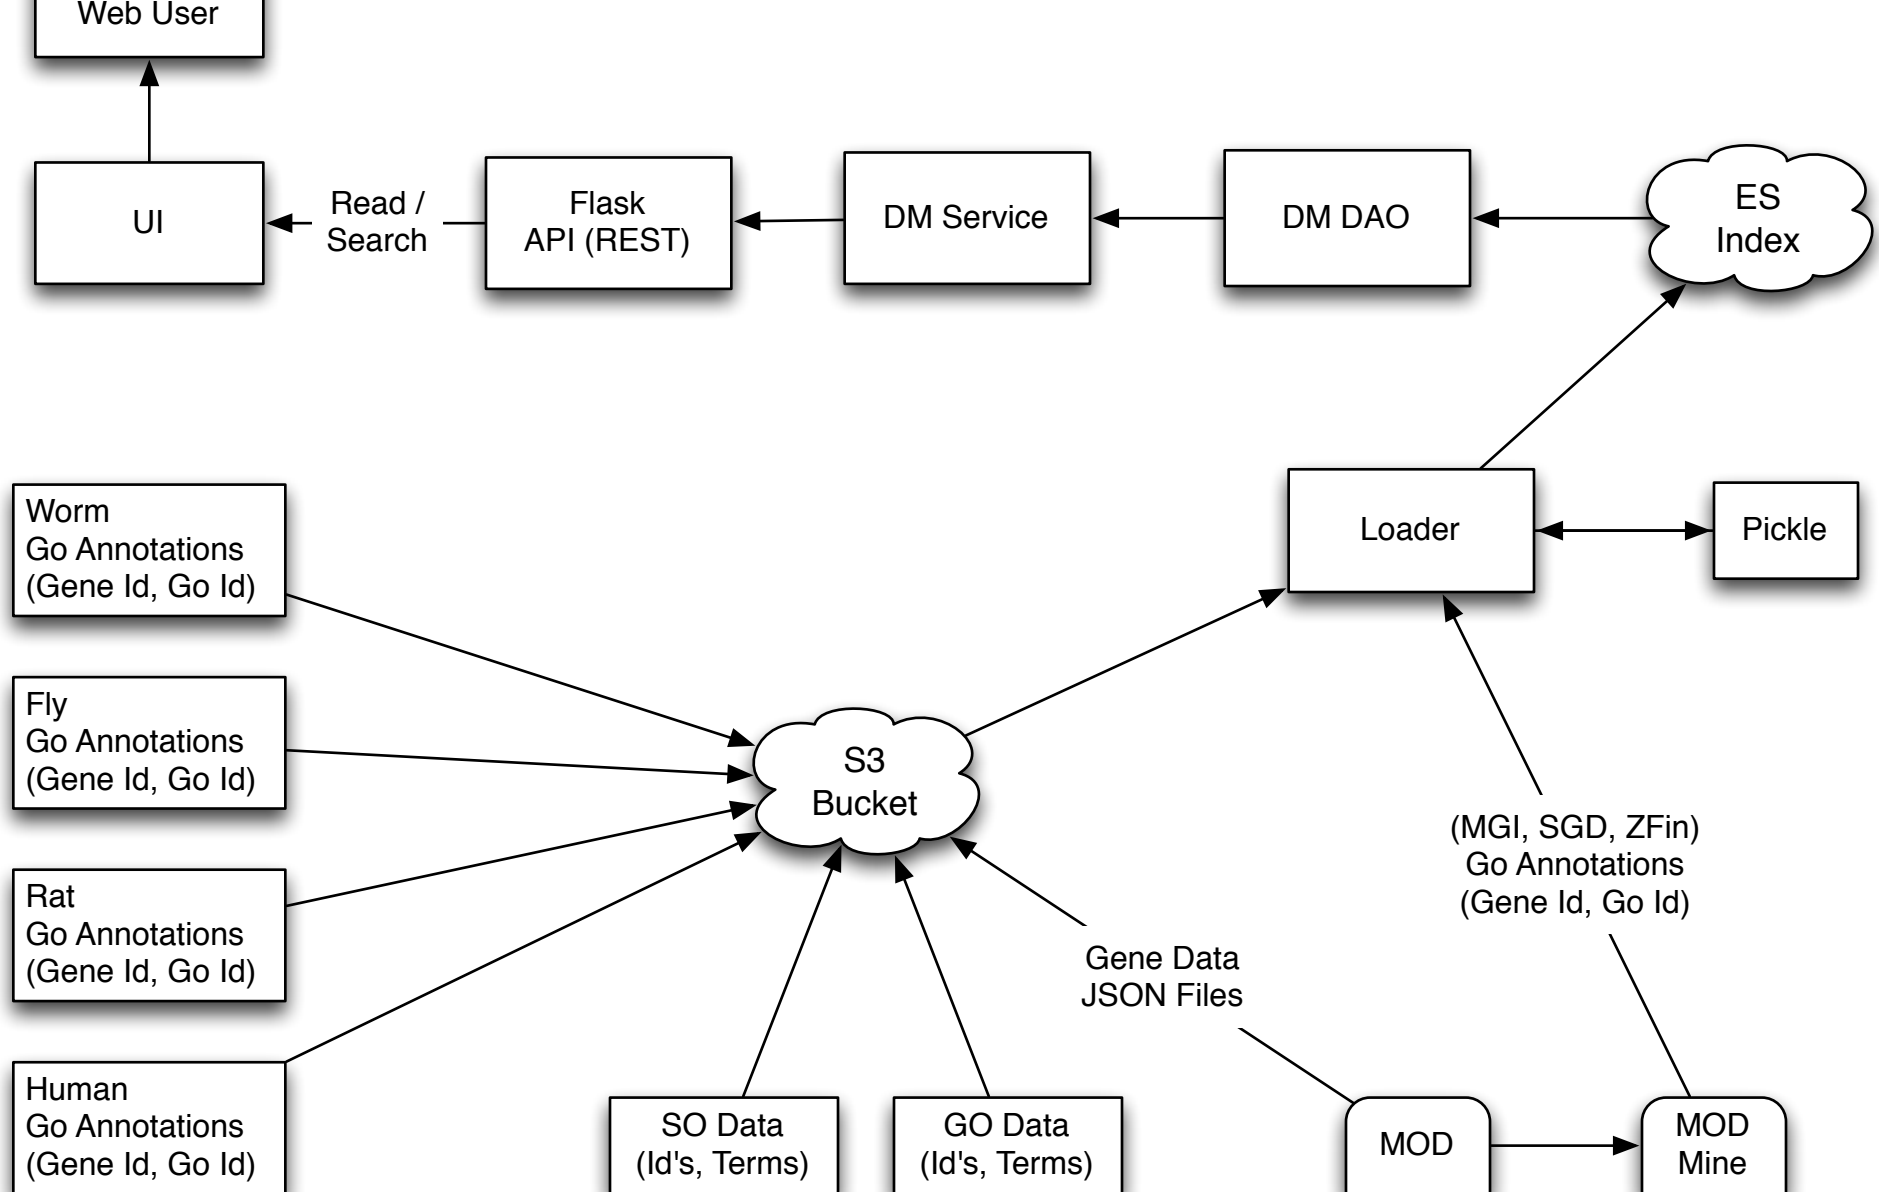 Web User
UI
Read /
Search
Flask
API (REST)
DM Service
DM DAO
ES
Index
Worm
Go Annotations
(Gene Id, Go Id)
Loader
Pickle
Fly
Go Annotations
(Gene Id, Go Id)
S3
Bucket
(MGI, SGD, ZFin)
Go Annotations
(Gene Id, Go Id)
Rat
Go Annotations
(Gene Id, Go Id)
Gene Data
JSON Files
Human
Go Annotations
(Gene Id, Go Id)
SO Data
(Id's, Terms)
GO Data
(Id's, Terms)
MOD
MOD
Mine